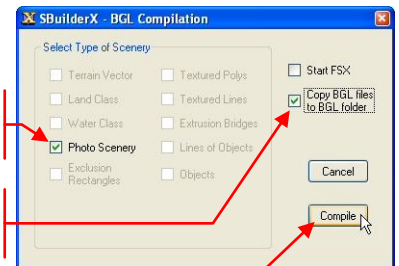 SBuilderX - BGL Compilation
Select Type of Scenery
Terrain Vector
Textured Polys
Land Class
Textured Lines
Water Class
Extrusion Bridges
Photo Scenery
Lines of Objects
Exclusion
Rectangles
Objects
Start FSX
Copy BGL files
to BGL folder
Cancel
Compile